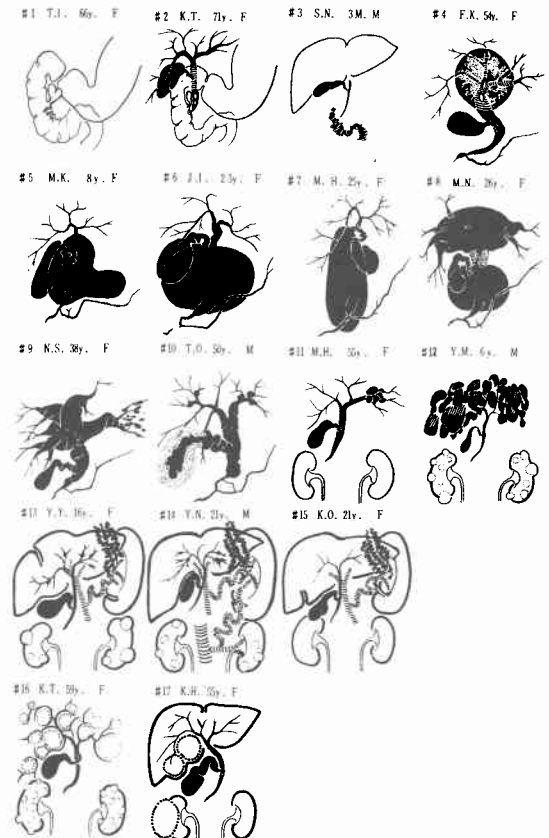 #1 T.I. 66y. F
#2 K.T. 71y. F
#3 S.N. 3M. M
#4 F.K. 54y. F
#5 M.K. 8y. F
#6 J.I. 23y. F
#7 M.H. 25y. F
#8 M.N. 26y. F
#9 N.S. 38y. F
#10 T.O. 50y. M
#11 M.H. 55y. F
#12 Y.M. 6y. M
#13 Y.Y. 16y. F
#14 Y.N. 21y. M
#15 K.O. 21y. F
#16 K.T. 59y. F
#17 K.H. 55y. F